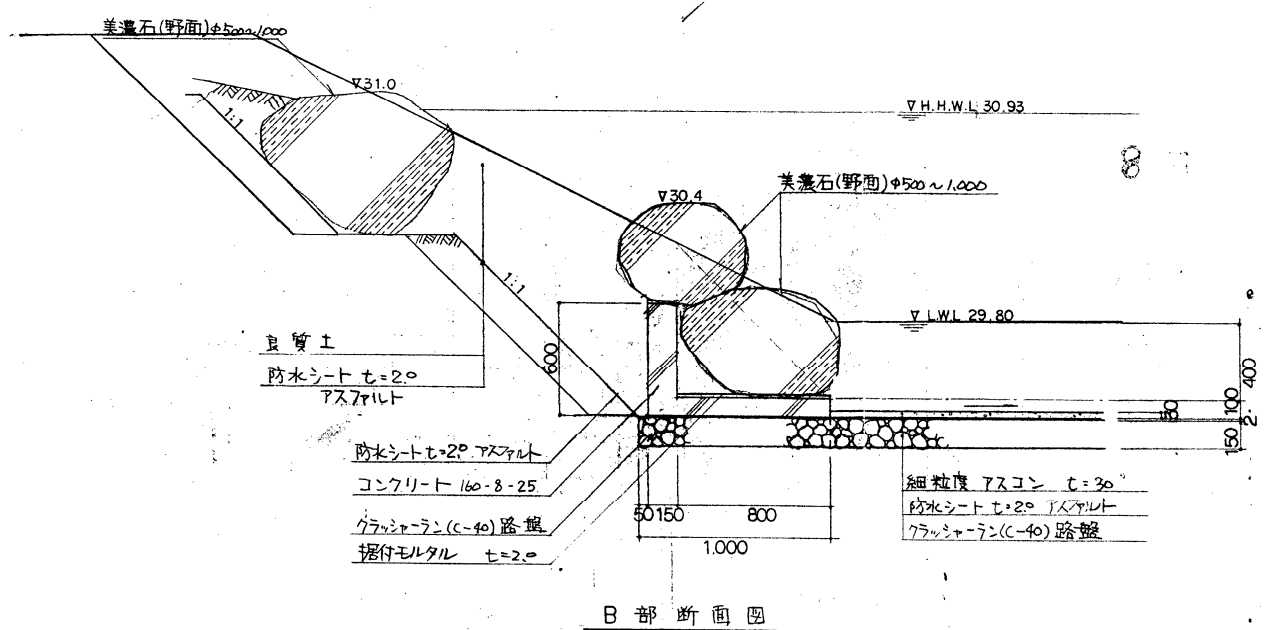 美濃石(野面)φ500~1,000
▽31.0
▽H.H.W.L 30.93
1:1
美濃石(野面)φ500~1,000
▽30.4
1:1
▽ L.W.L 29.80
良質土
防水シート t=2.0
アスファルト
600
400
100
30
2
150
防水シート t=2.0 アスファルト
コンクリート 160-8-25
クラッシャーラン(C-40)路盤
据付モルタル t=2.0
50 150 800
1.000
細粒度 アスコン t=30
防水シート t=2.0 アスファルト
クラッシャーラン(C-40)路盤
B部断面図